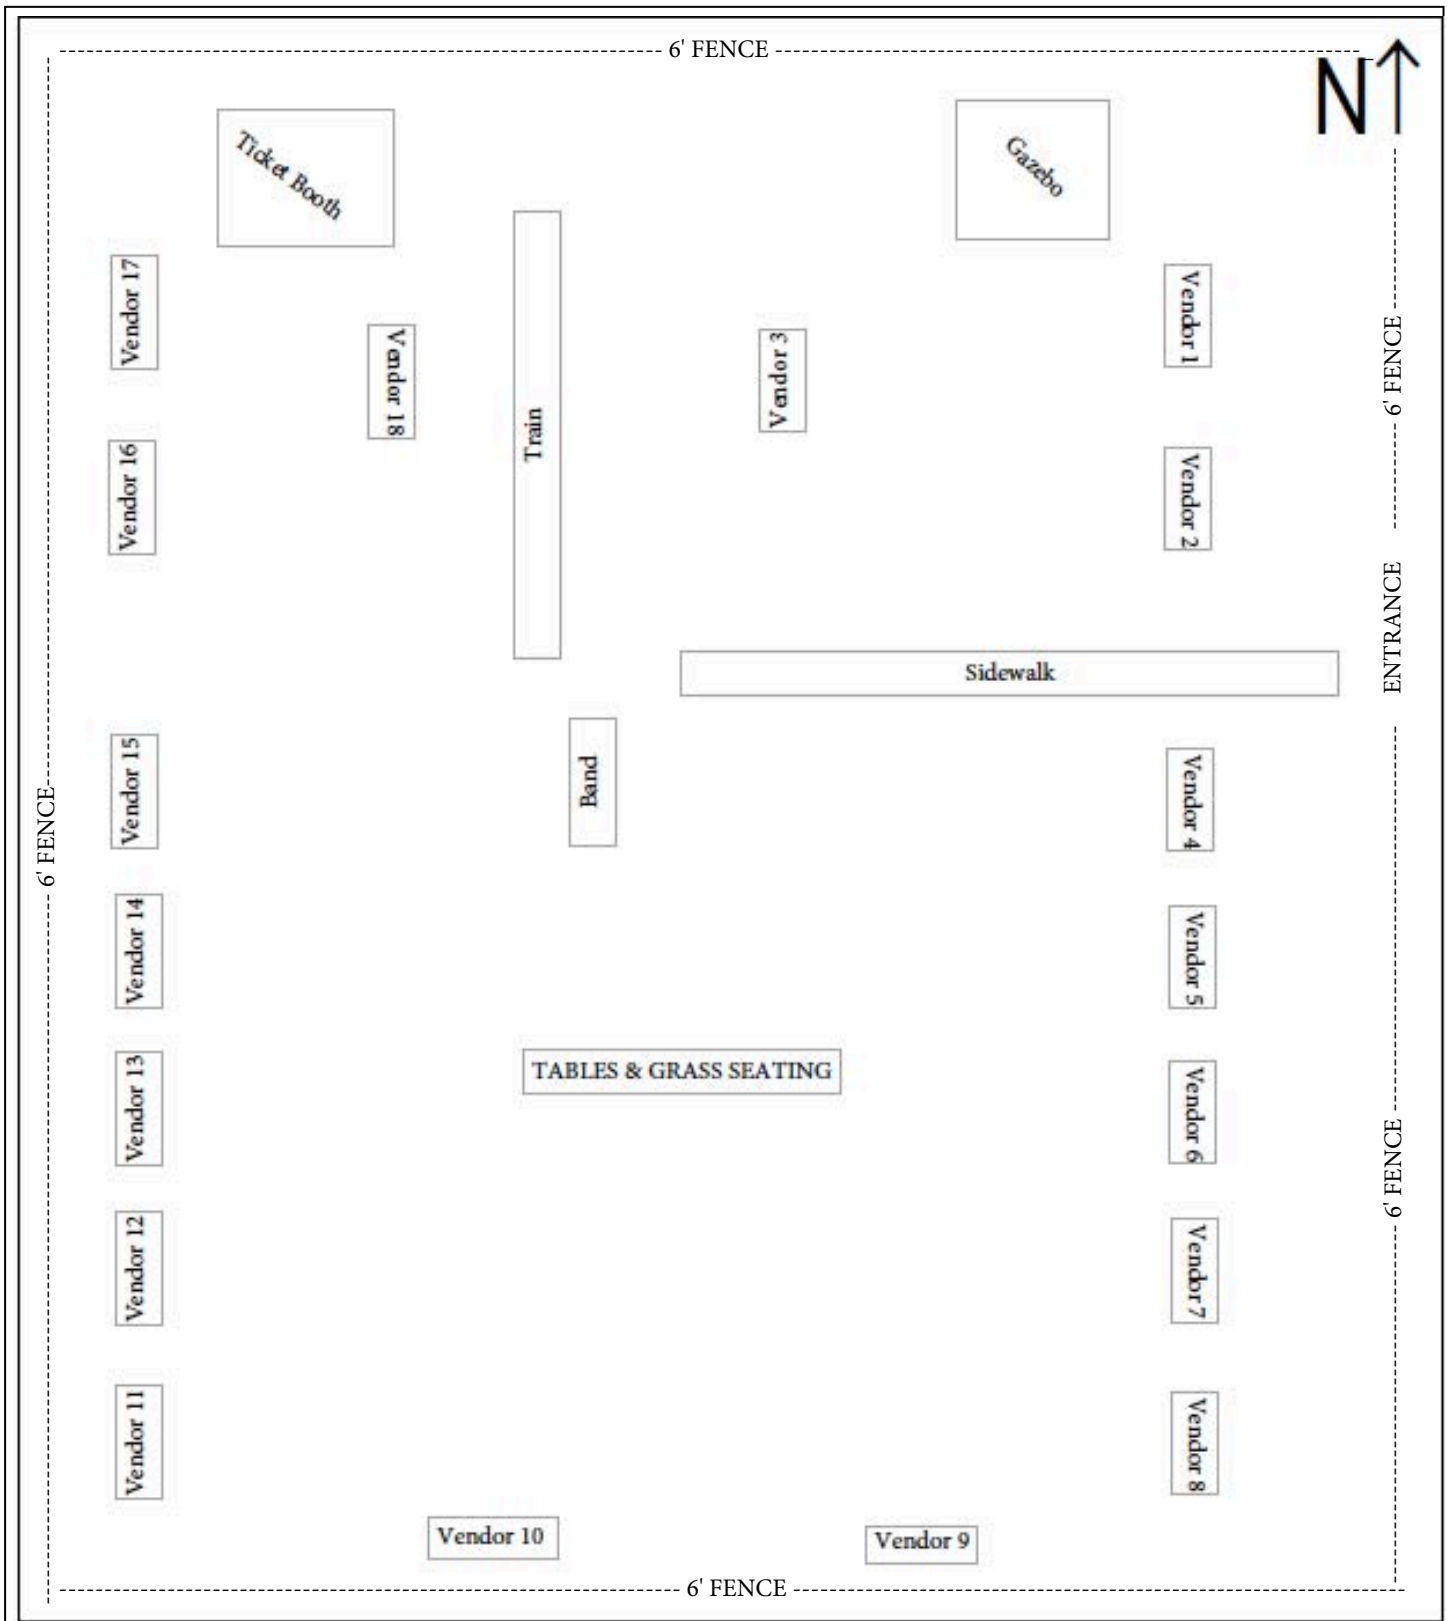 6' FENCE
N
Ticket Booth
Gazebo
Vendor 17
Vendor 1
6' FENCE
Vendor 18
Vendor 3
Train
Vendor 16
Vendor 2
ENTRANCE
Sidewalk
Vendor 15
Band
Vendor 4
6' FENCE
Vendor 14
Vendor 5
TABLES & GRASS SEATING
Vendor 13
Vendor 6
6' FENCE
Vendor 12
Vendor 7
Vendor 11
Vendor 8
Vendor 10
Vendor 9
6' FENCE